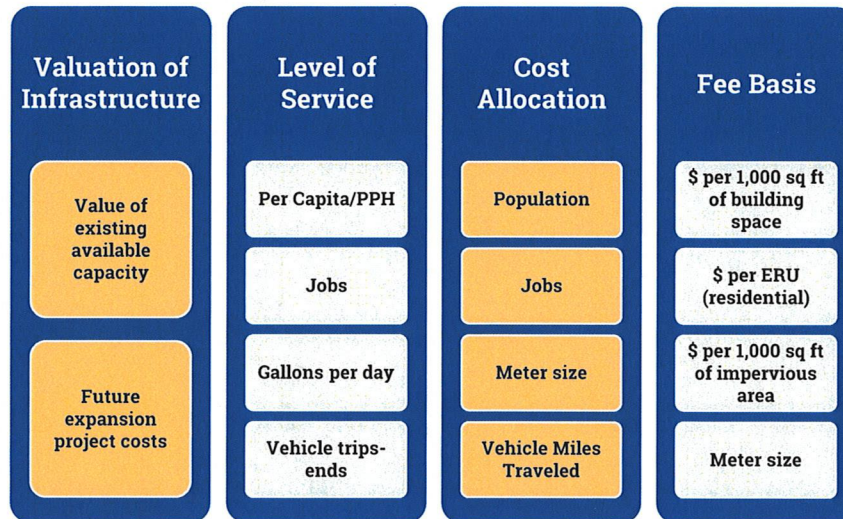 Valuation of
Infrastructure
Value of
existing
available
capacity
Future
expansion
project costs
Level of
Service
Per Capita/PPH
Jobs
Gallons per day
Vehicle trips-
ends
Cost
Allocation
Population
Jobs
Meter size
Vehicle Miles
Traveled
Fee Basis
$ per 1,000 sq ft
of building
space
$ per ERU
(residential)
$ per 1,000 sq ft
of impervious
area
Meter size